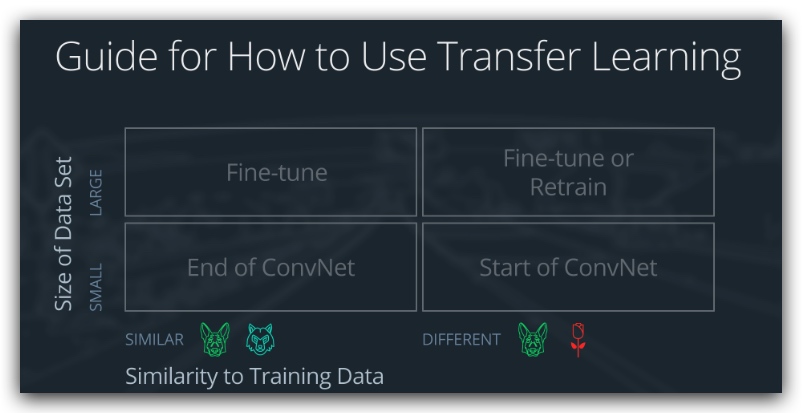 Guide for How to Use Transfer Learning
Size of Data Set
LARGE
SMALL
Fine-tune
Fine-tune or
Retrain
End of ConvNet
Start of ConvNet
SIMILAR
DIFFERENT
Similarity to Training Data